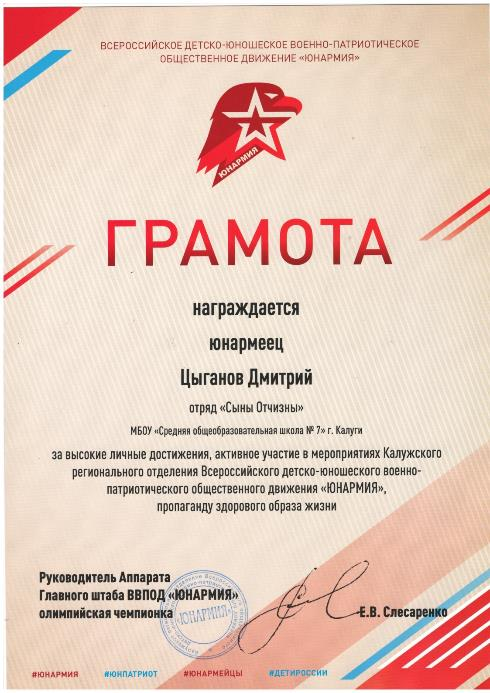 ВСЕРОССИЙСКОЕ ДЕТСКО-ЮНОШЕСКОЕ ВОЕННО-ПАТРИОТИЧЕСКОЕ
ОБЩЕСТВЕННОЕ ДВИЖЕНИЕ «ЮНАРМИЯ»
ЮНАРМИЯ
ГРАМОТА
награждается
юнармеец
Цыганов Дмитрий
отряд «Сыны Отчизны»
МБОУ «Средняя общеобразовательная школа № 7» г. Калуги
за высокие личные достижения, активное участие в мероприятиях Калужского
регионального отделения Всероссийского детско-юношеского военно-
патриотического общественного движения «ЮНАРМИЯ»,
пропаганду здорового образа жизни
Руководитель Аппарата
Главного штаба ВВПОД «ЮНАРМИЯ»
олимпийская чемпионка
Е.В. Слесаренко
«ЮНАРМИЯ»
#ЮНАРМИЯ #ЮНПАТРИОТ #ЮНАРМЕЙЦЫ #ДЕТИРОССИИ